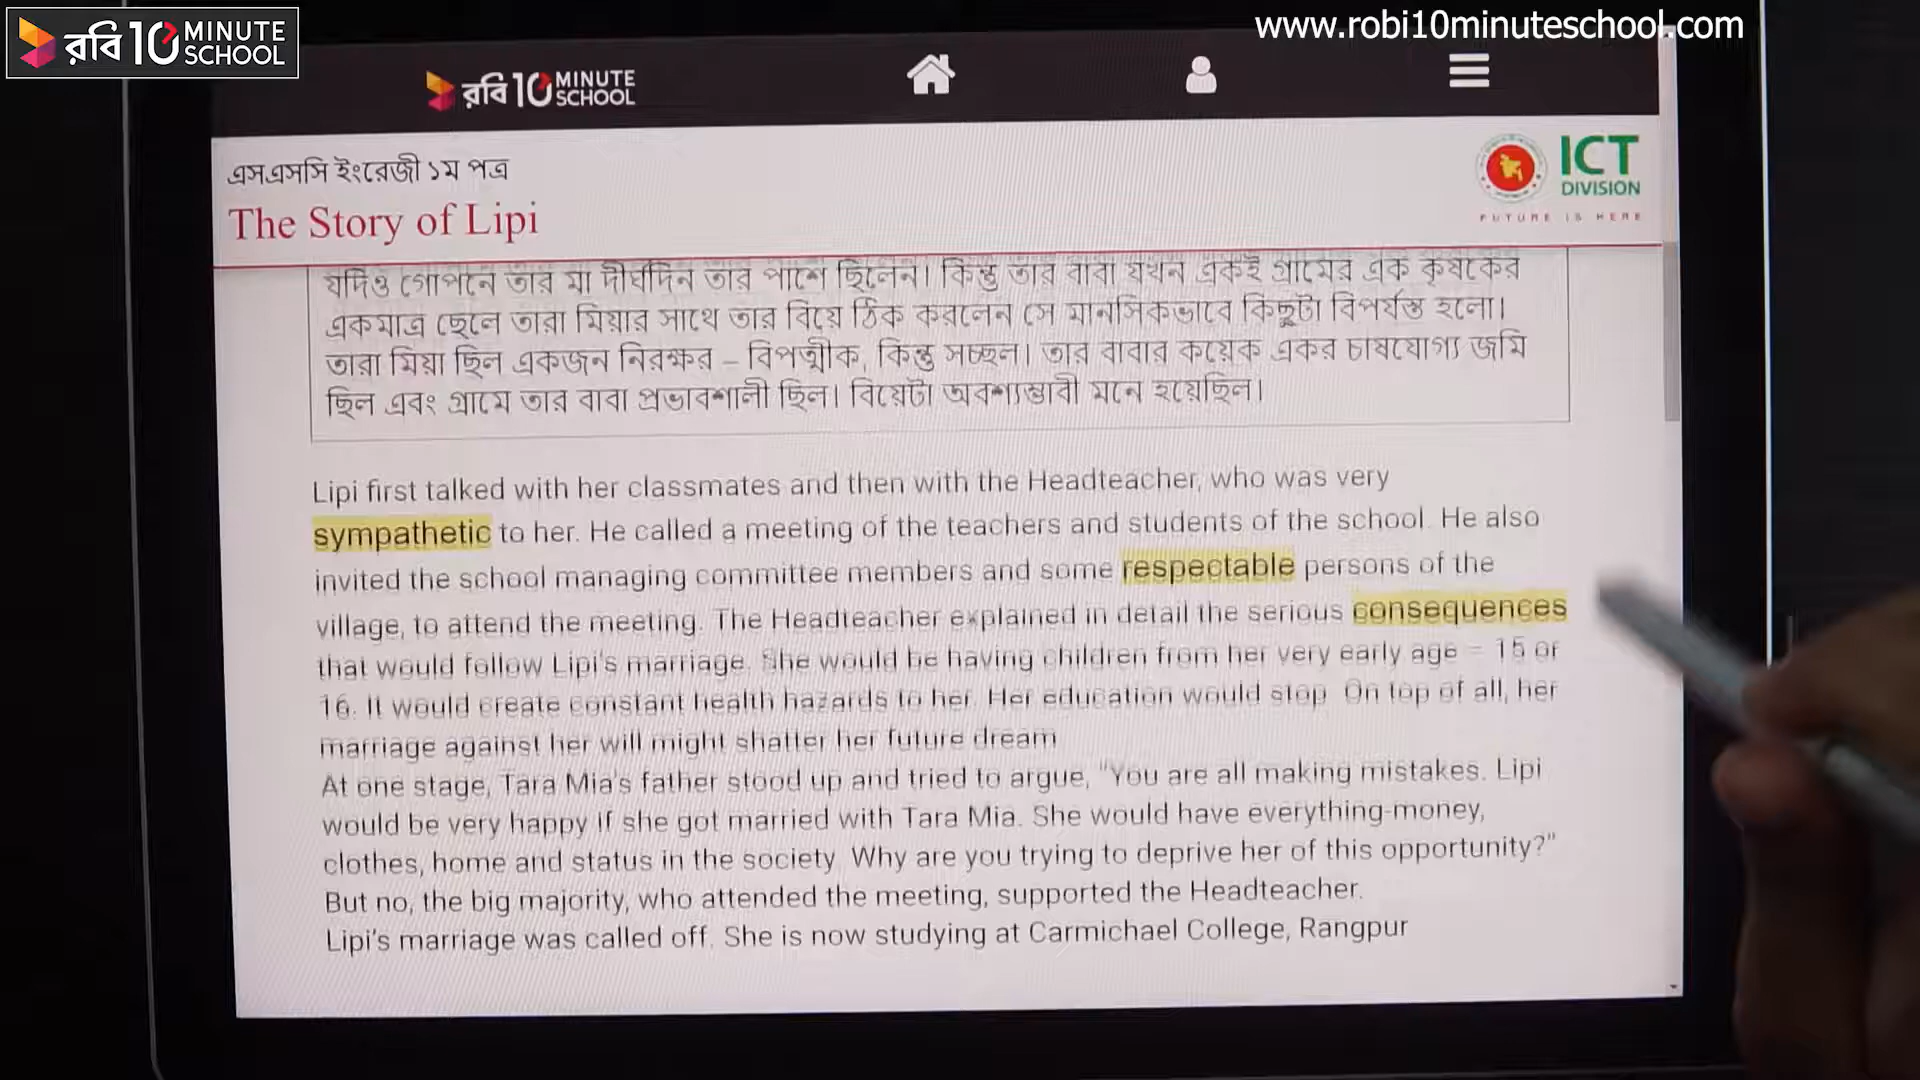 রবি 10 MINUTE SCHOOL
www.robi10minuteschool.com
রবি 10 MINUTE SCHOOL
এসএসসি ইংরেজী ১ম পত্র
ICT
DIVISION
FUTURE IS HERE
The Story of Lipi
যদিও গোপনে তার মা দীর্ঘদিন তার পাশে ছিলেন। কিন্তু তার বাবা যখন একই গ্রামের এক কৃষকের
একমাত্র ছেলে তারা মিয়ার সাথে তার বিয়ে ঠিক করলেন সে মানসিকভাবে কিছুটা বিপর্যস্ত হলো।
তারা মিয়া ছিল একজন নিরক্ষর – বিপত্মীক, কিন্তু সচ্ছল। তার বাবার কয়েক একর চাষযোগ্য জমি
ছিল এবং গ্রামে তার বাবা প্রভাবশালী ছিল। বিয়েটা অবশ্যম্ভাবী মনে হয়েছিল।
Lipi first talked with her classmates and then with the Headteacher, who was very
sympathetic to her. He called a meeting of the teachers and students of the school. He also
invited the school managing committee members and some respectable persons of the
village, to attend the meeting. The Headteacher explained in detail the serious consequences
that would follow Lipi's marriage. She would be having children from her very early age – 15 or
16. It would create constant health hazards to her. Her education would stop. On top of all, her
marriage against her will might shatter her future dream
At one stage, Tara Mia's father stood up and tried to argue, "You are all making mistakes. Lipi
would be very happy if she got married with Tara Mia. She would have everything-money,
clothes, home and status in the society. Why are you trying to deprive her of this opportunity?"
But no, the big majority, who attended the meeting, supported the Headteacher.
Lipi's marriage was called off. She is now studying at Carmichael College, Rangpur